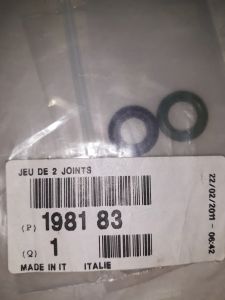 JEU DE 2 JOINTS
(P) 1981 83
(Q) 1
MADE IN IT ITALIE
22/02/2011 - 06:42